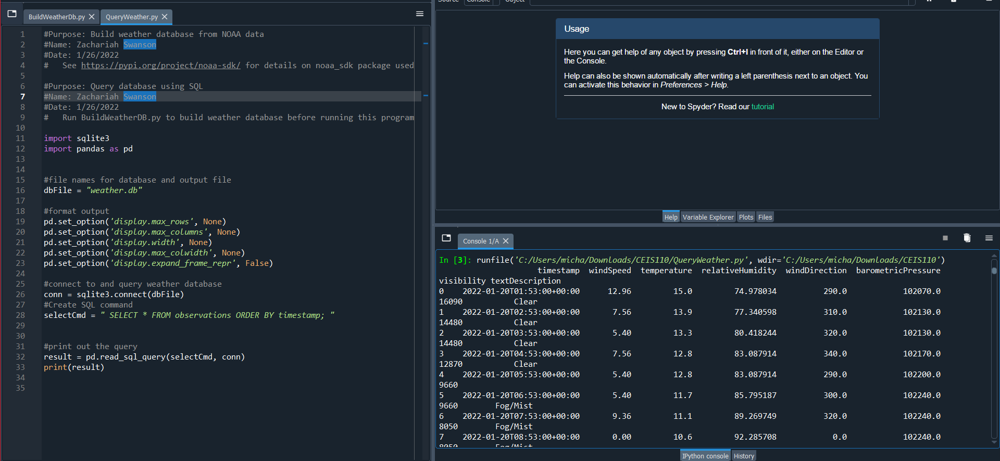 BuildWeatherDb.py
QueryWeather.py
1 #Purpose: Build weather database from NOAA data
2 #Name: Zachariah Swanson
3 #Date: 1/26/2022
4 #   See https://pypi.org/project/noaa-sdk/ for details on noaa_sdk package used
5
6 #Purpose: Query database using SQL
7 #Name: Zachariah Swanson
8 #Date: 1/26/2022
9 #   Run BuildWeatherDB.py to build weather database before running this program
10
11 import sqlite3
12 import pandas as pd
13
14
15 #file names for database and output file
16 dbFile = "weather.db"
17
18 #format output
19 pd.set_option('display.max_rows', None)
20 pd.set_option('display.max_columns', None)
21 pd.set_option('display.width', None)
22 pd.set_option('display.max_colwidth', None)
23 pd.set_option('display.expand_frame_repr', False)
24
25 #connect to and query weather database
26 conn = sqlite3.connect(dbFile)
27 #Create SQL command
28 selectCmd = " SELECT * FROM observations ORDER BY timestamp; "
29
30
31 #print out the query
32 result = pd.read_sql_query(selectCmd, conn)
33 print(result)
34
35
Source Console Object
Usage
Here you can get help of any object by pressing Ctrl+I in front of it, either on the Editor or
the Console.
Help can also be shown automatically after writing a left parenthesis next to an object. You
can activate this behavior in Preferences > Help.
New to Spyder? Read our tutorial
Help Variable Explorer Plots Files
Console 1/A
In [3]: runfile('C:/Users/micha/Downloads/CEIS110/QueryWeather.py', wdir='C:/Users/micha/Downloads/CEIS110')
timestamp windSpeed temperature relativeHumidity windDirection barometricPressure
visibility textDescription
0 2022-01-20T01:53:00+00:00 12.96 15.0 74.978034 290.0 102070.0
16090 Clear
1 2022-01-20T02:53:00+00:00 7.56 13.9 77.340598 310.0 102130.0
14480 Clear
2 2022-01-20T03:53:00+00:00 5.40 13.3 80.418244 320.0 102130.0
14480 Clear
3 2022-01-20T04:53:00+00:00 7.56 12.8 83.087914 340.0 102170.0
12870 Clear
4 2022-01-20T05:53:00+00:00 5.40 12.8 83.087914 290.0 102200.0
9660
5 2022-01-20T06:53:00+00:00 5.40 11.7 85.795187 300.0 102240.0
9660 Fog/Mist
6 2022-01-20T07:53:00+00:00 9.36 11.1 89.269749 320.0 102240.0
8050 Fog/Mist
7 2022-01-20T08:53:00+00:00 0.00 10.6 92.285708 0.0 102240.0
8050 Fog/Mist
IPython console History